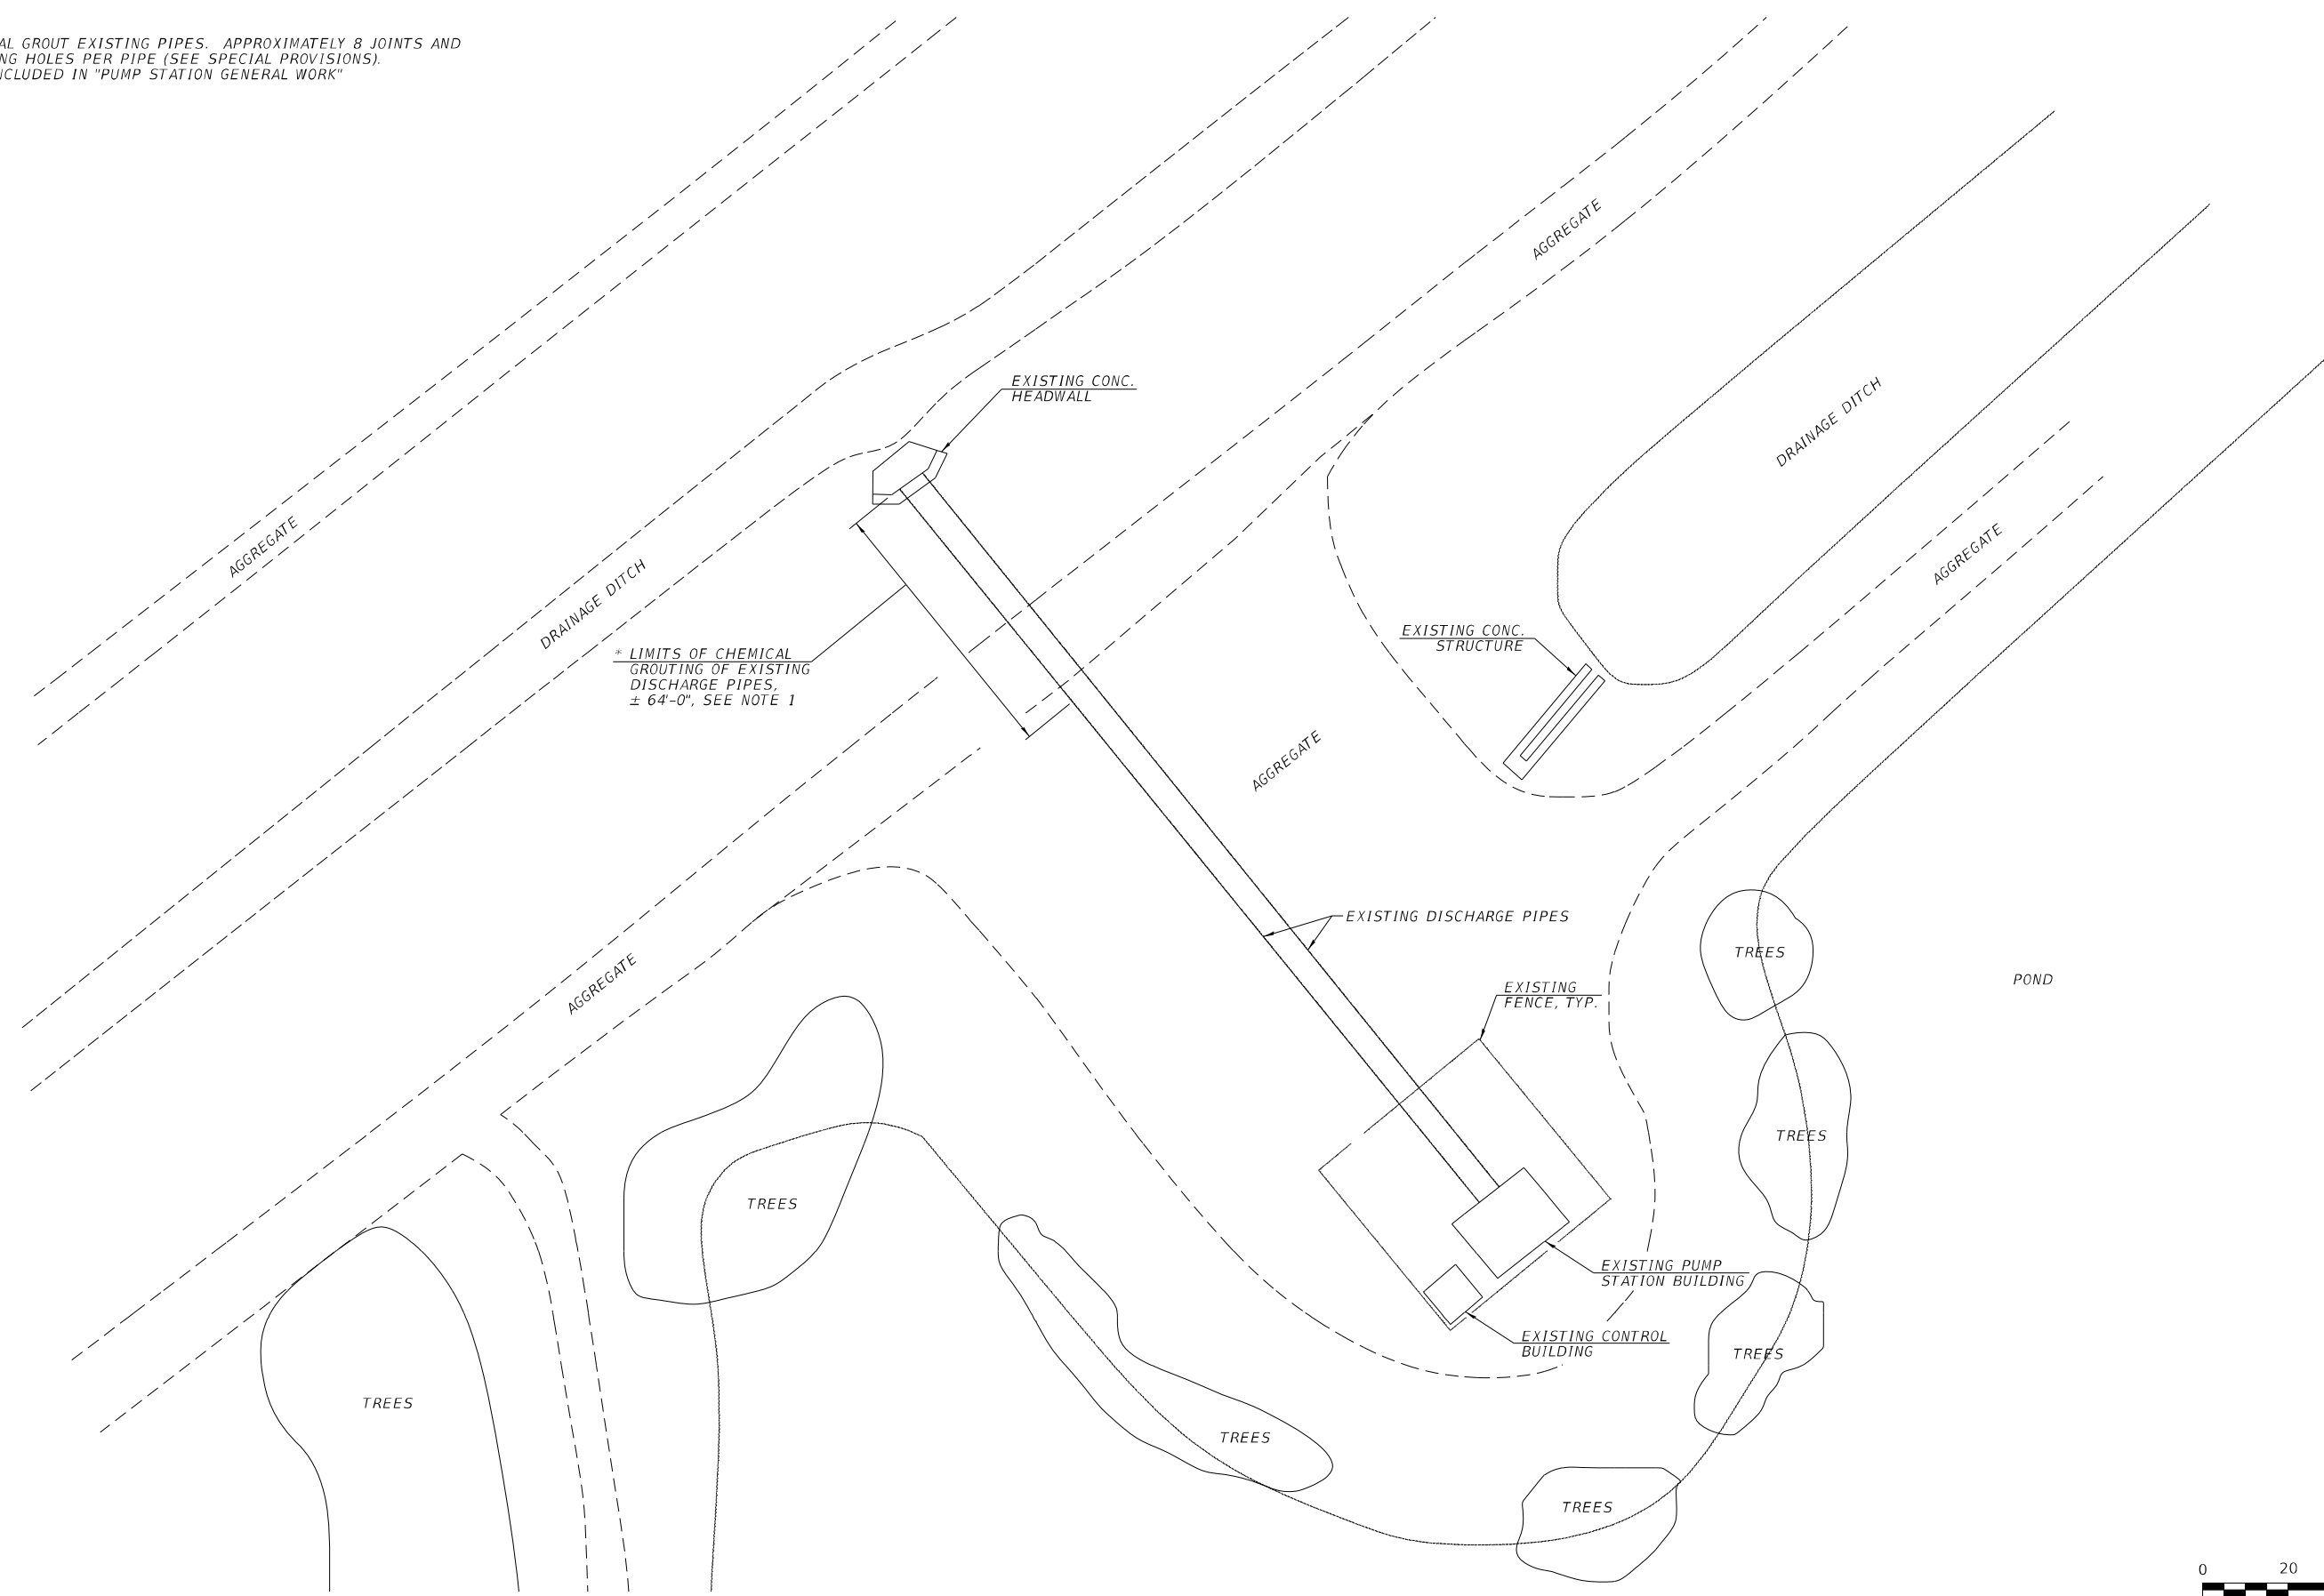 AL GROUT EXISTING PIPES. APPROXIMATELY 8 JOINTS AND
NG HOLES PER PIPE (SEE SPECIAL PROVISIONS).
NCLUDED IN "PUMP STATION GENERAL WORK"
AGGREGATE
EXISTING CONC.
HEADWALL
DRAINAGE DITCH
AGGREGATE
AGGREGATE
DRAINAGE DITCH
EXISTING CONC.
STRUCTURE
* LIMITS OF CHEMICAL
GROUTING OF EXISTING
DISCHARGE PIPES,
± 64'-0", SEE NOTE 1
AGGREGATE
EXISTING DISCHARGE PIPES
TREES
POND
AGGREGATE
EXISTING
FENCE, TYP.
TREES
TREES
EXISTING PUMP
STATION BUILDING
EXISTING CONTROL
BUILDING
TREES
TREES
TREES
TREES
0 20